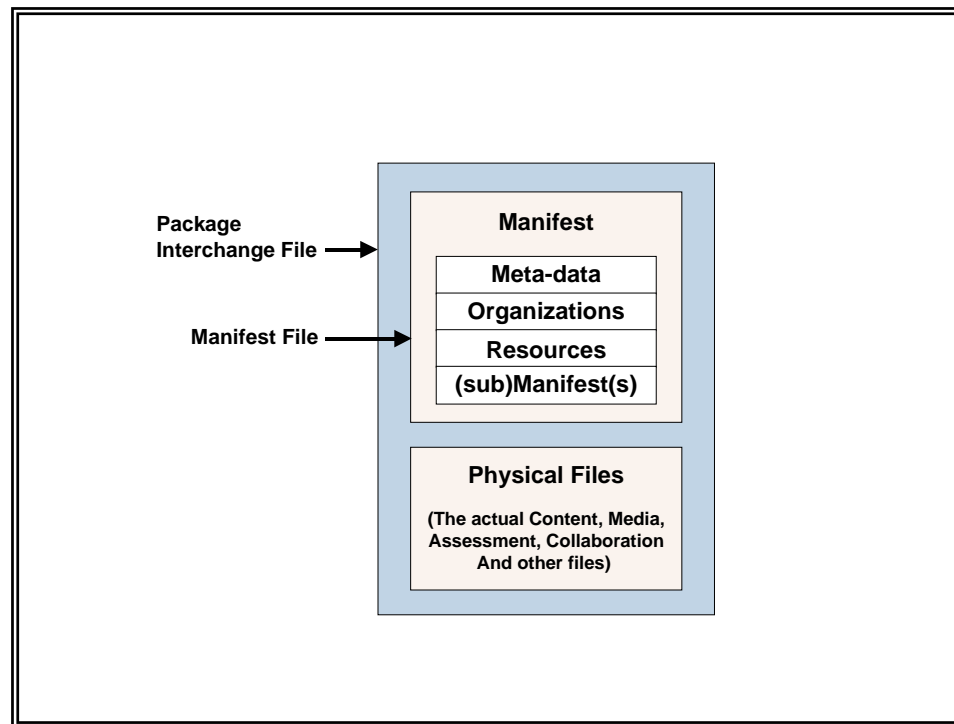 Package
Interchange File
Manifest File
Manifest
Meta-data
Organizations
Resources
(sub)Manifest(s)
Physical Files
(The actual Content, Media,
Assessment, Collaboration
And other files)